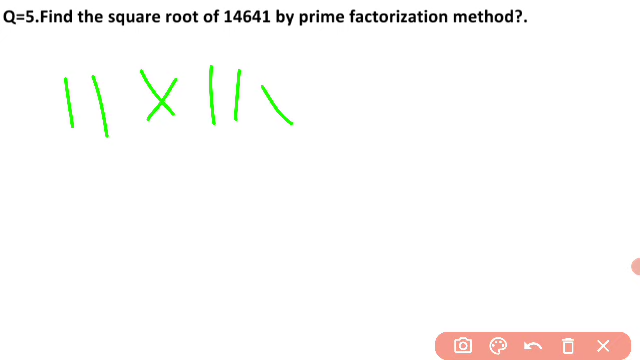 Q=5.Find the square root of 14641 by prime factorization method?.
11 X 11 \